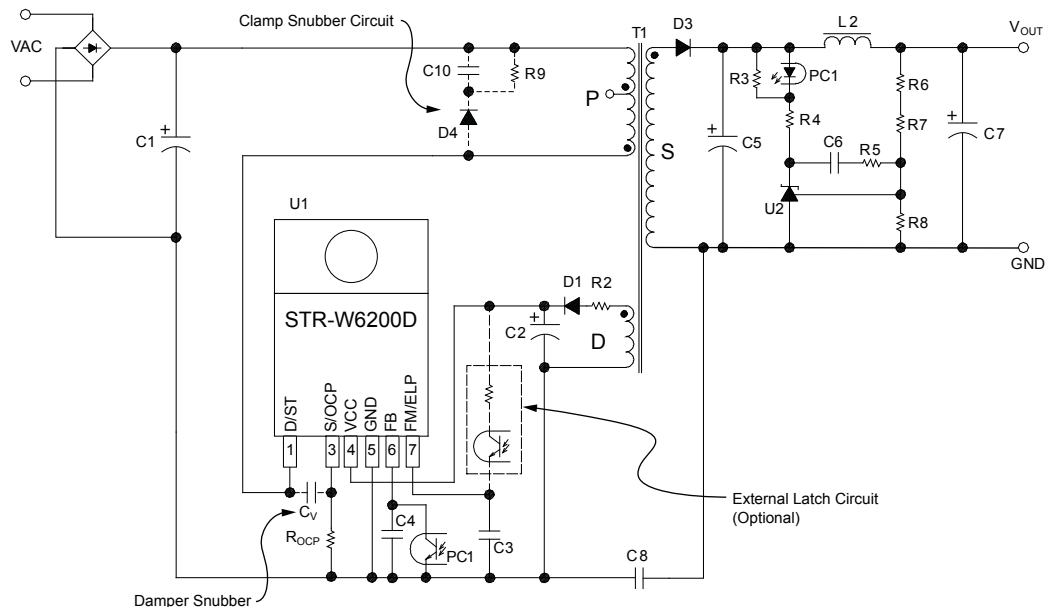 Clamp Snubber Circuit
VAC
C1
+
C10
R9
D4
P
T1
D3
S
R3
PC1
L2
V OUT
R6
R7
R4
C5
+
C6
R5
C7
+
U2
R8
GND
U1
STR-W6200D
D1
R2
C2
+
D
D/ST
S/OCP
VCC
GND
FB
FM/ELP
1
3
4
5
6
7
CV
ROCP
C4
PC1
C3
C8
External Latch Circuit
(Optional)
Damper Snubber